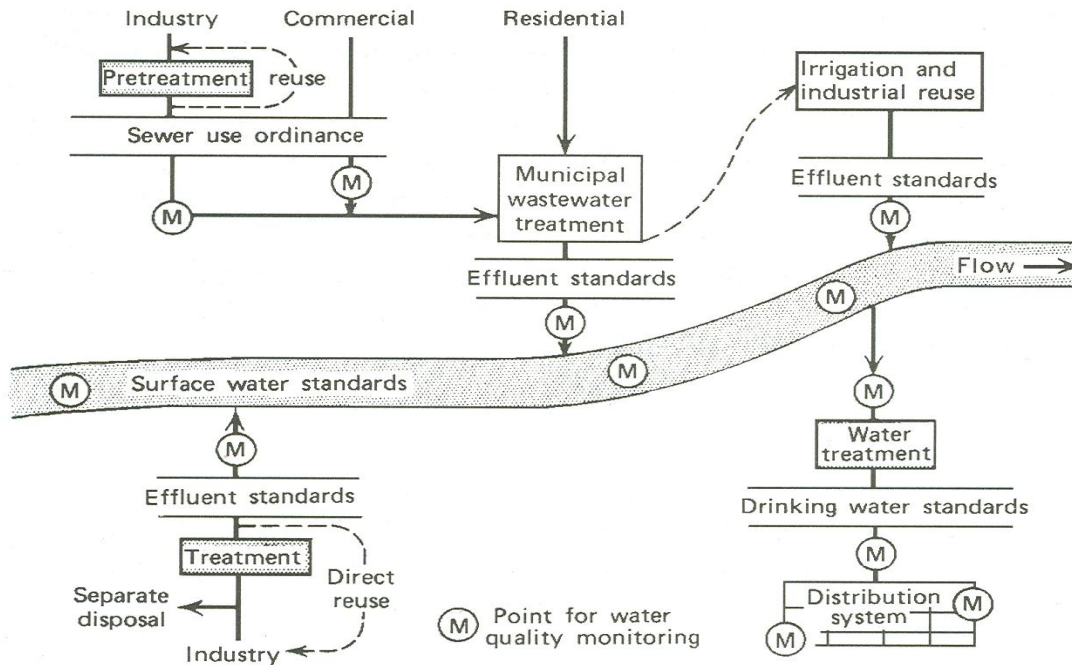 Industry
Commercial
Residential
Pretreatment
reuse
Sewer use ordinance
M
M
Municipal
wastewater
treatment
Irrigation and
industrial reuse
Effluent standards
M
Effluent standards
M
Flow
M
M
M
Surface water standards
M
Effluent standards
Treatment
Direct
reuse
Separate
disposal
Industry
M
Water
treatment
Drinking water standards
M
Distribution
system
M
M
M Point for water
quality monitoring